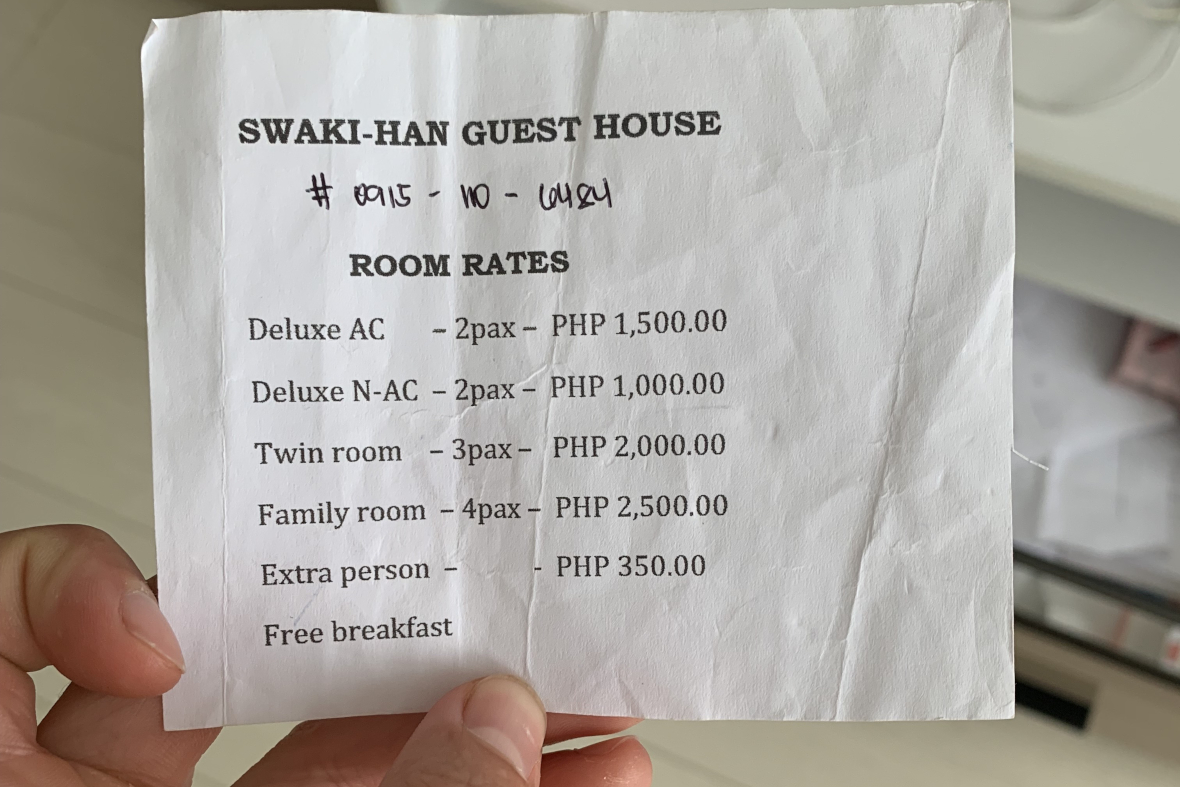 SWAKI-HAN GUEST HOUSE
# 0915 - 110 - 6484
ROOM RATES
Deluxe AC – 2pax – PHP 1,500.00
Deluxe N-AC – 2pax – PHP 1,000.00
Twin room – 3pax – PHP 2,000.00
Family room – 4pax – PHP 2,500.00
Extra person – - PHP 350.00
Free breakfast